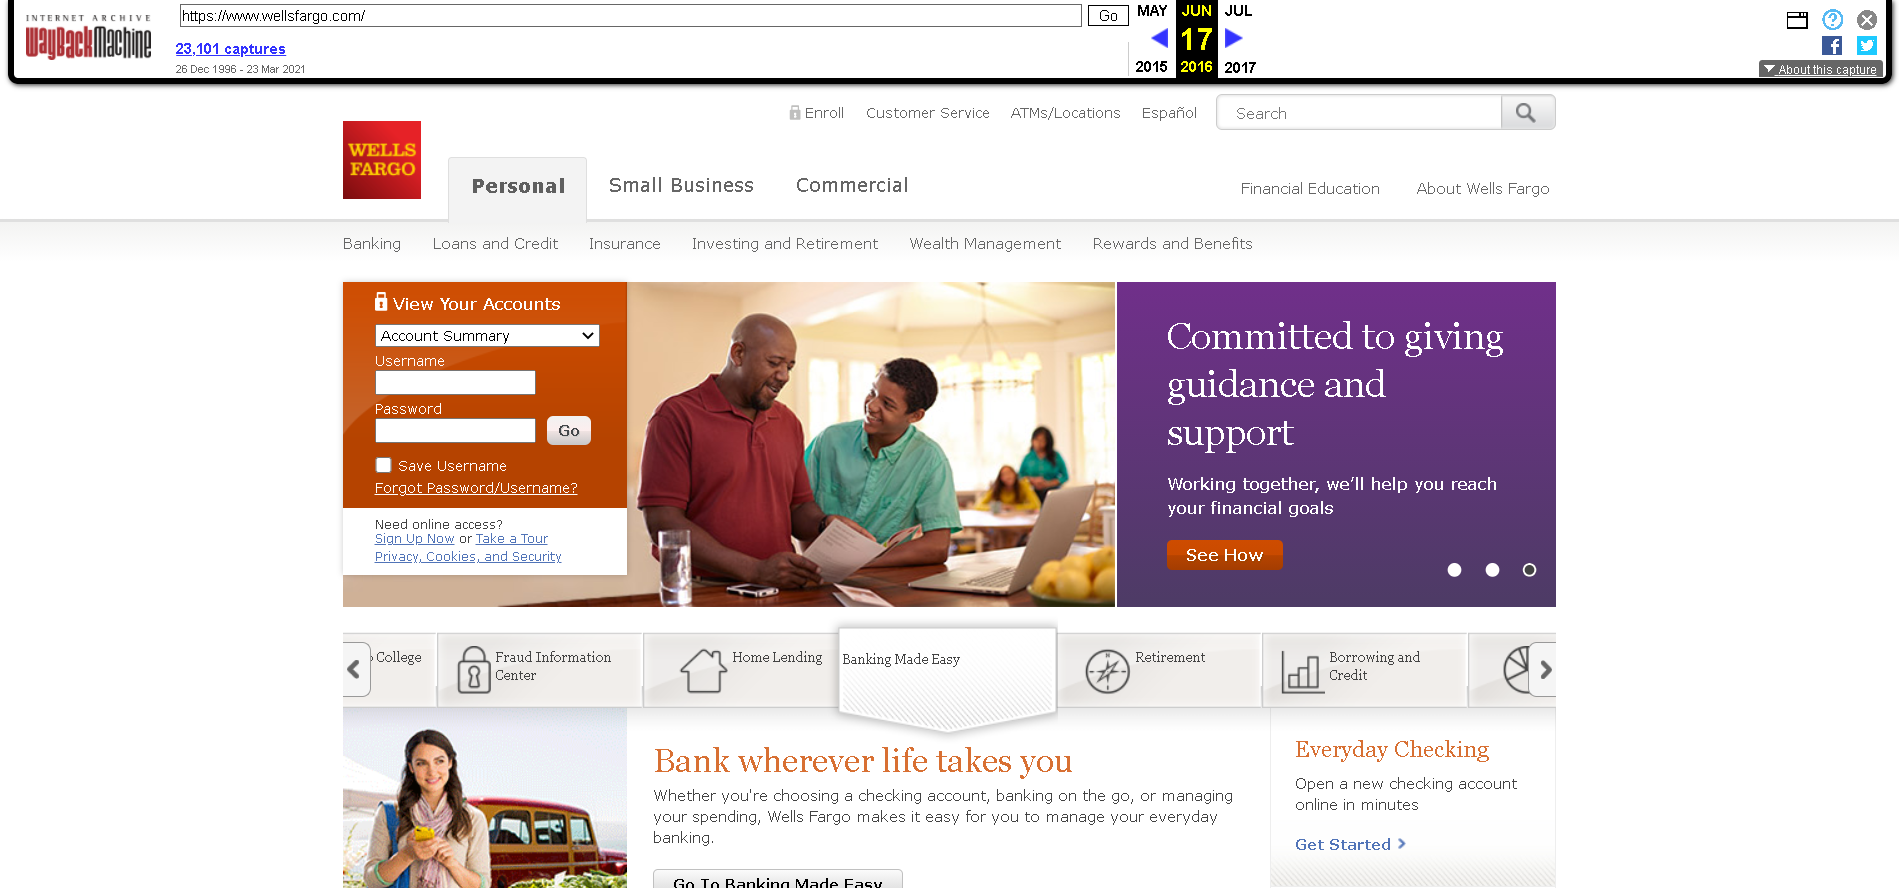 INTERNET ARCHIVE
WayBackMachine
https://www.wellsfargo.com/
Go
MAY JUN JUL
17
2015 2016 2017
23,101 captures
26 Dec 1996 - 23 Mar 2021
About this capture
Enroll
Customer Service
ATMs/Locations
Español
Search
WELLS
FARGO
Personal
Small Business
Commercial
Financial Education
About Wells Fargo
Banking
Loans and Credit
Insurance
Investing and Retirement
Wealth Management
Rewards and Benefits
View Your Accounts
Account Summary
Username
Password
Go
Save Username
Forgot Password/Username?
Need online access?
Sign Up Now or Take a Tour
Privacy, Cookies, and Security
Committed to giving
guidance and
support
Working together, we'll help you reach
your financial goals
See How
College
Fraud Information
Center
Home Lending
Banking Made Easy
Retirement
Borrowing and
Credit
Bank wherever life takes you
Whether you're choosing a checking account, banking on the go, or managing
your spending, Wells Fargo makes it easy for you to manage your everyday
banking.
Go To Banking Made Easy
Everyday Checking
Open a new checking account
online in minutes
Get Started